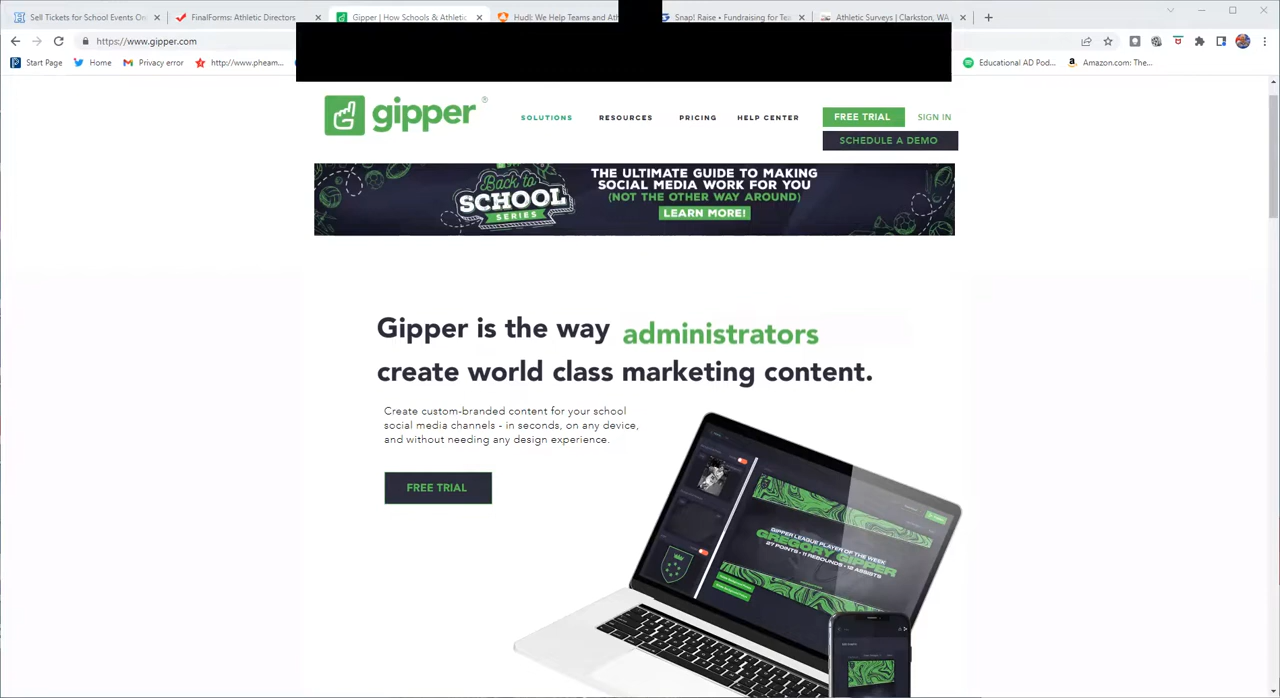 Sell Tickets for School Events On
FinalForms: Athletic Directors
Gipper | How Schools & Athletic
Hudl: We Help Teams and Ath
Snap! Raise • Fundraising for Tea
Athletic Surveys | Clarkston, WA
https://www.gipper.com
Start Page
Home
Privacy error
http://www.pheam...
Educational AD Pod...
Amazon.com: The...
gipper®
SOLUTIONS
RESOURCES
PRICING
HELP CENTER
FREE TRIAL
SIGN IN
SCHEDULE A DEMO
Back to
SCHOOL
SERIES
THE ULTIMATE GUIDE TO MAKING
SOCIAL MEDIA WORK FOR YOU
(NOT THE OTHER WAY AROUND)
LEARN MORE!
Gipper is the way administrators
create world class marketing content.
Create custom-branded content for your school
social media channels - in seconds, on any device,
and without needing any design experience.
FREE TRIAL
GIPPER LEAGUE PLAYER OF THE WEEK
GREGORY GIPPER
27 POINTS • 11 REBOUNDS • 12 ASSISTS